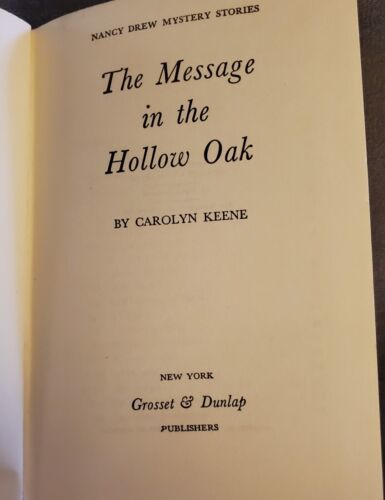 NANCY DREW MYSTERY STORIES
The Message
in the
Hollow Oak
BY CAROLYN KEENE
NEW YORK
Grosset & Dunlap
PUBLISHERS